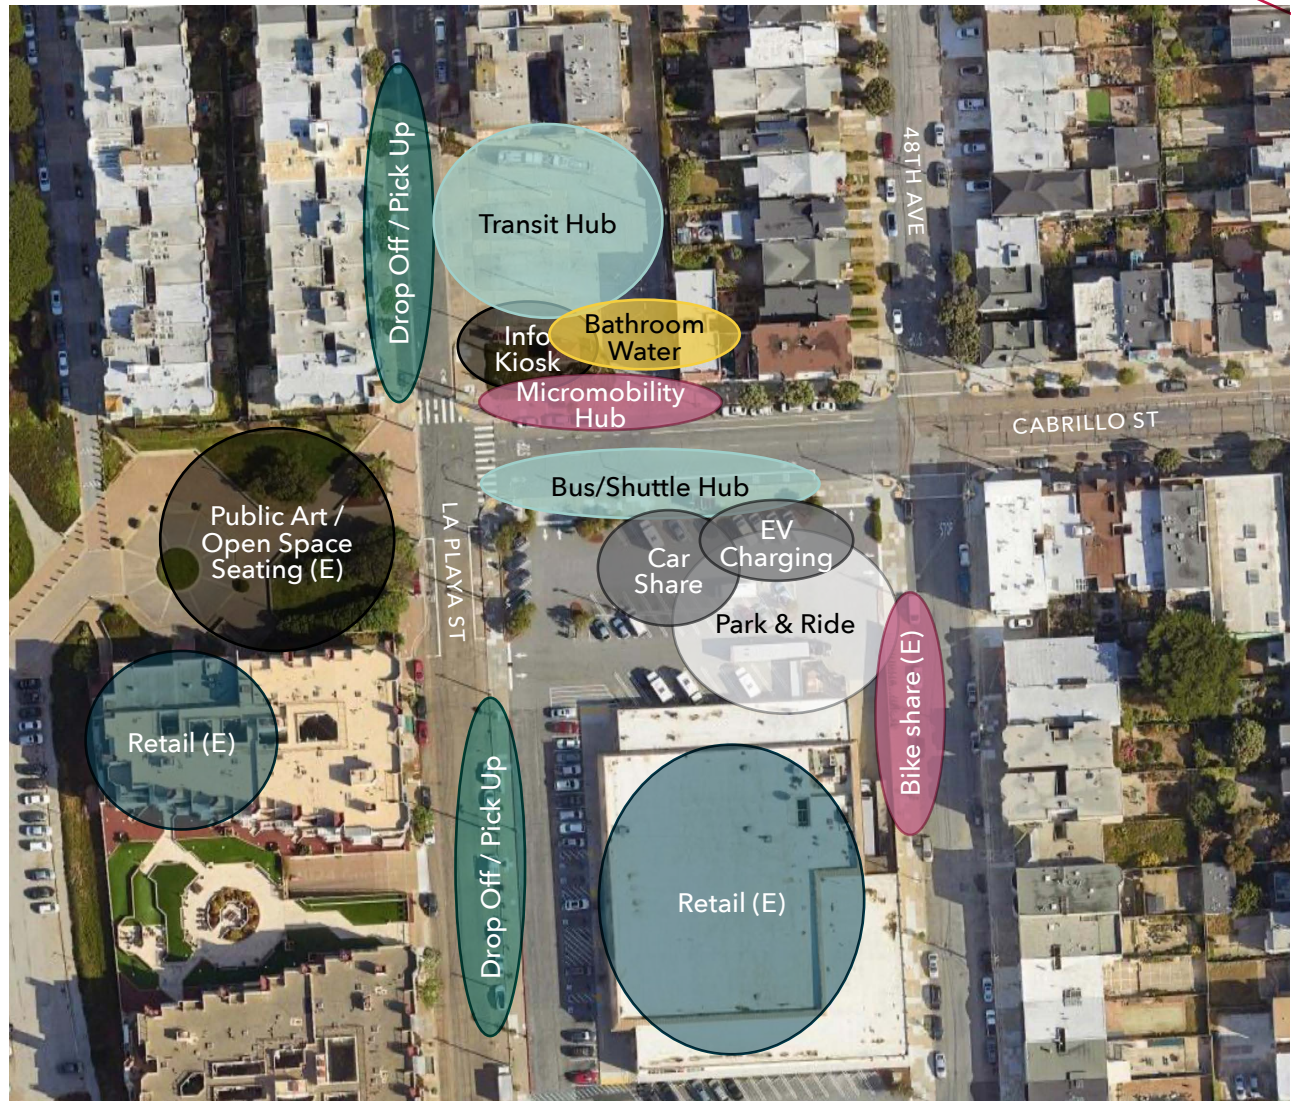 Drop Off / Pick Up
Transit Hub
48TH AVE
Info
Kiosk
Bathroom
Water
Micromobility
Hub
CABRILLO ST
Bus/Shuttle Hub
Public Art /
Open Space
Seating (E)
LA PLAYA ST
Car
Share
EV
Charging
Park & Ride
Bike share (E)
Retail (E)
Drop Off / Pick Up
Retail (E)